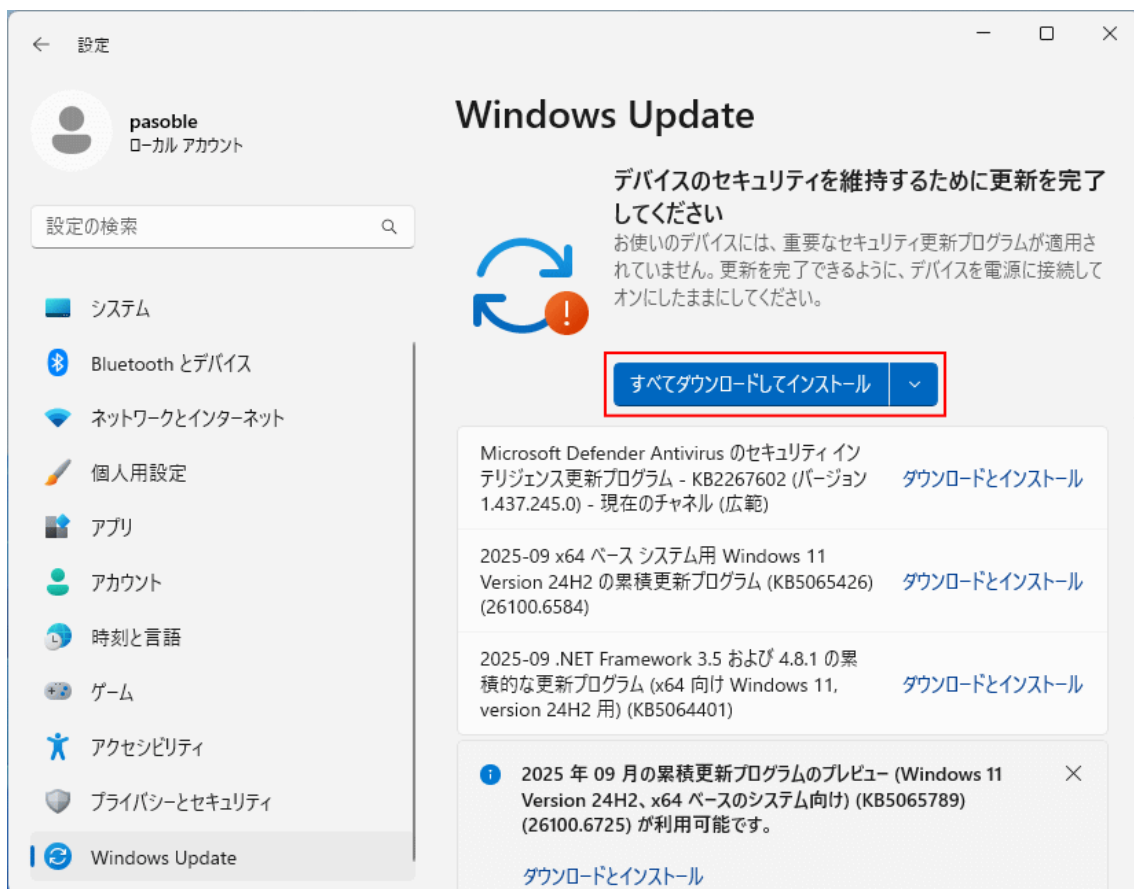 設定
pasoble
ローカル アカウント
設定の検索
システム
Bluetooth とデバイス
ネットワークとインターネット
個人用設定
アプリ
アカウント
時刻と言語
ゲーム
アクセシビリティ
プライバシーとセキュリティ
Windows Update
Windows Update
デバイスのセキュリティを維持するために更新を完了
してください
お使いのデバイスには、重要なセキュリティ更新プログラムが適用さ
れていません。更新を完了できるように、デバイスを電源に接続して
オンにしたままにしてください。
すべてダウンロードしてインストール
Microsoft Defender Antivirus のセキュリティ イン
テリジェンス更新プログラム - KB2267602 (バージョン
1.437.245.0) - 現在のチャネル (広範)
ダウンロードとインストール
2025-09 x64 ベース システム用 Windows 11
Version 24H2 の累積更新プログラム (KB5065426)
(26100.6584)
ダウンロードとインストール
2025-09 .NET Framework 3.5 および 4.8.1 の累
積的な更新プログラム (x64 向け Windows 11,
version 24H2 用) (KB5064401)
ダウンロードとインストール
2025 年 09 月の累積更新プログラムのプレビュー (Windows 11
Version 24H2、x64 ベースのシステム向け) (KB5065789)
(26100.6725) が利用可能です。
ダウンロードとインストール